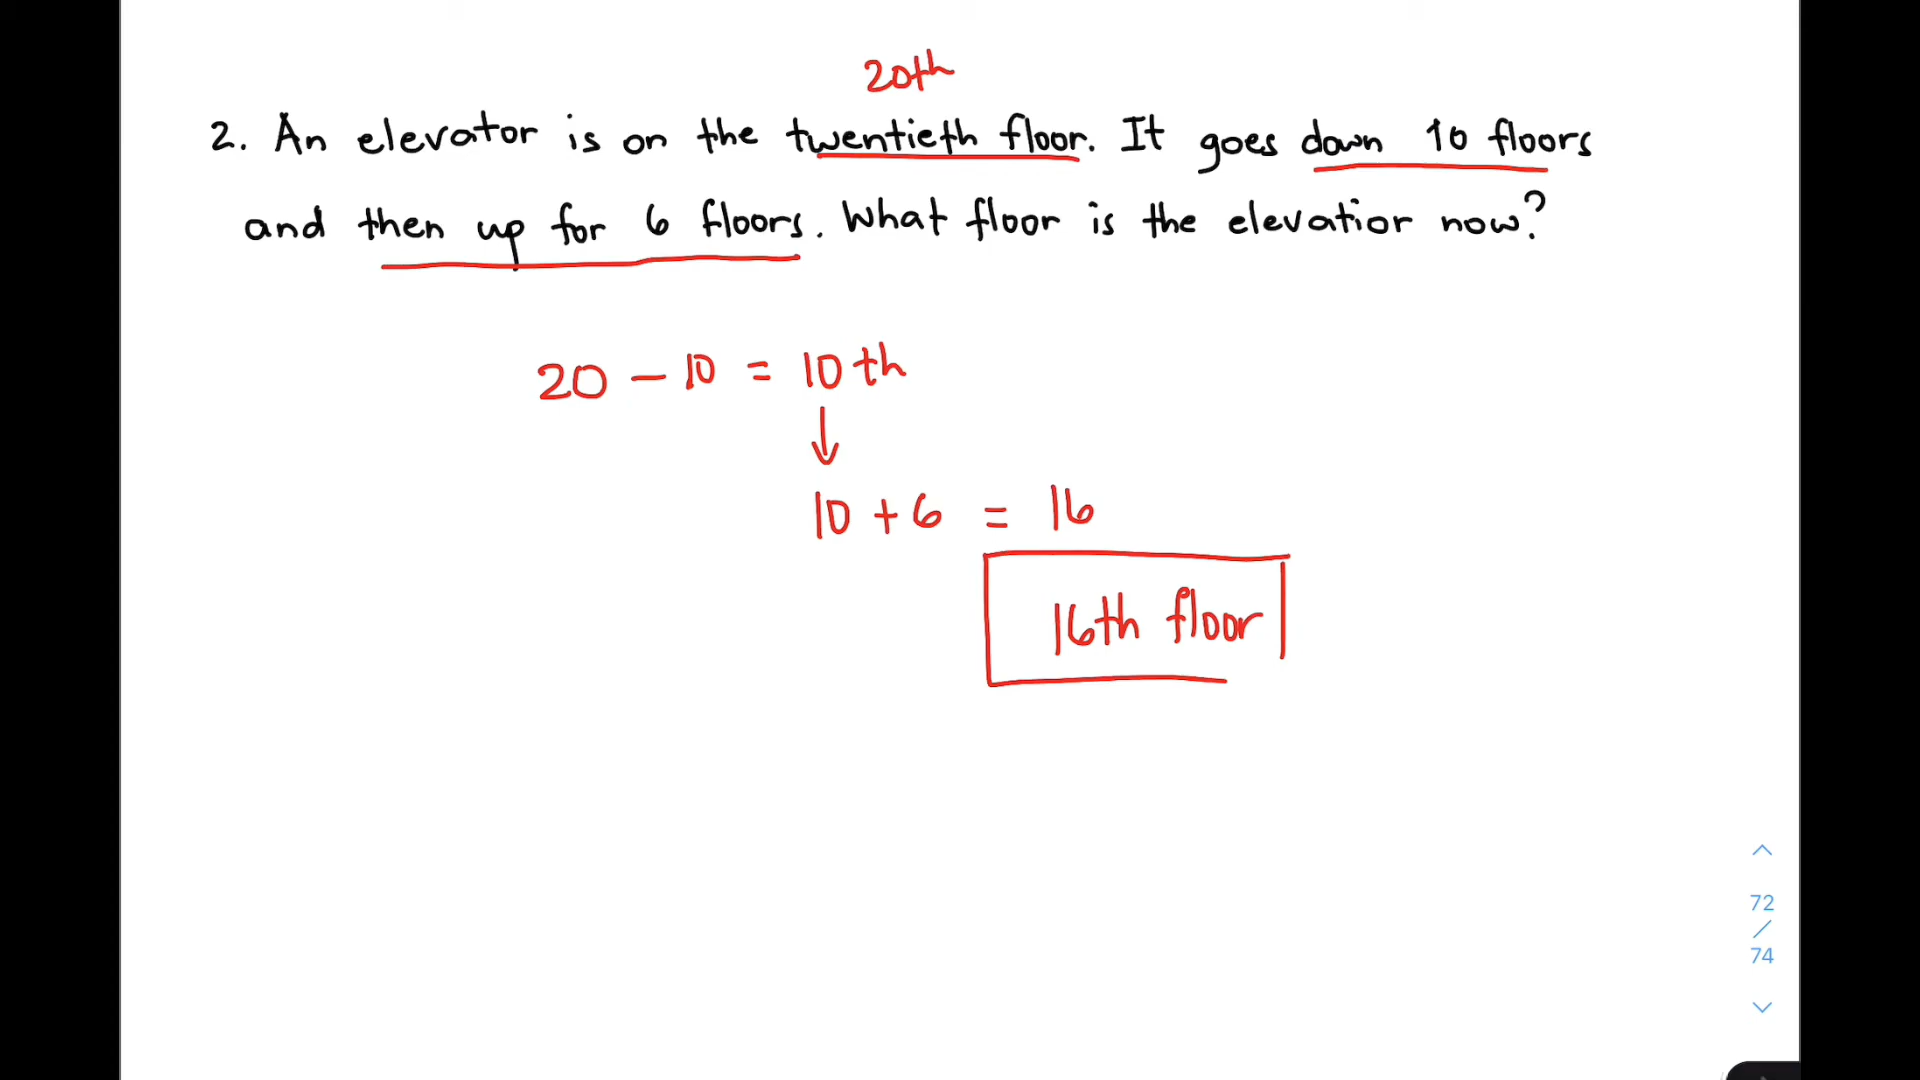 20th
2. An elevator is on the twentieth floor. It goes down 10 floors
and then up for 6 floors. What floor is the elevatior now?
20 - 10 = 10th
↓
10 + 6 = 16
16th floor
72
/
74